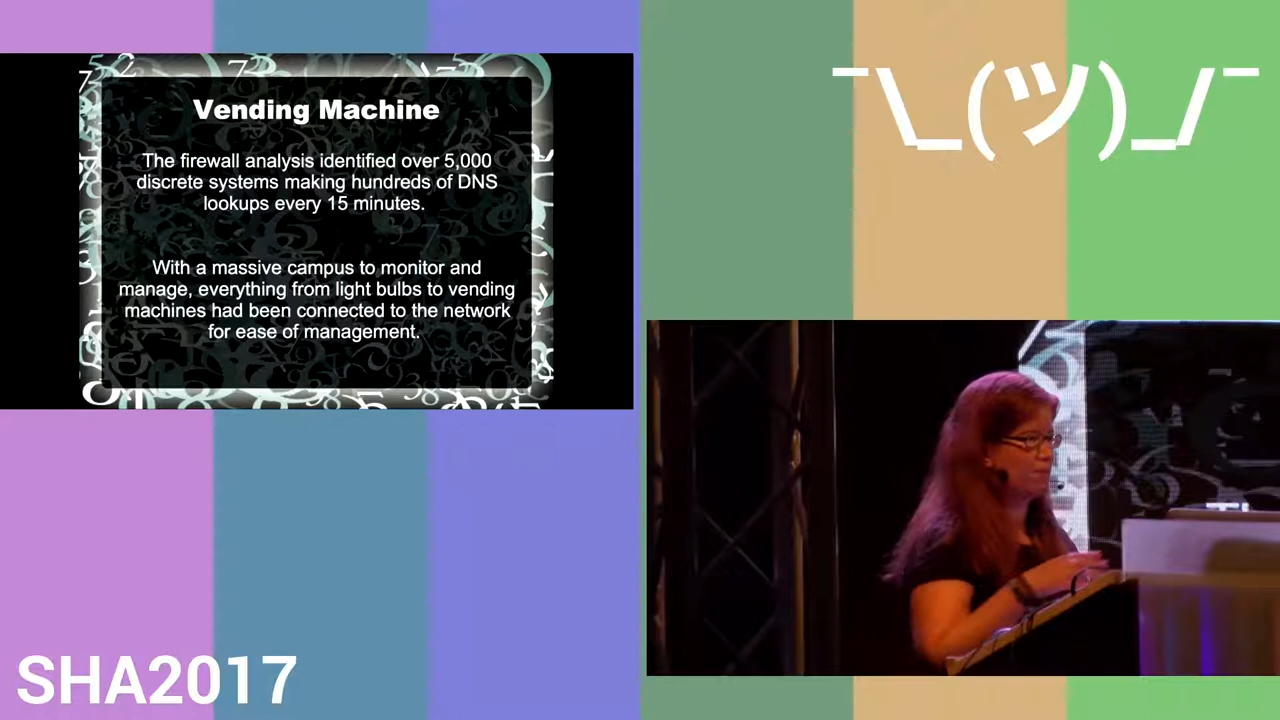 Vending Machine
The firewall analysis identified over 5,000
discrete systems making hundreds of DNS
lookups every 15 minutes.
With a massive campus to monitor and
manage, everything from light bulbs to vending
machines had been connected to the network
for ease of management.
¯\_(ツ)_/¯
SHA2017